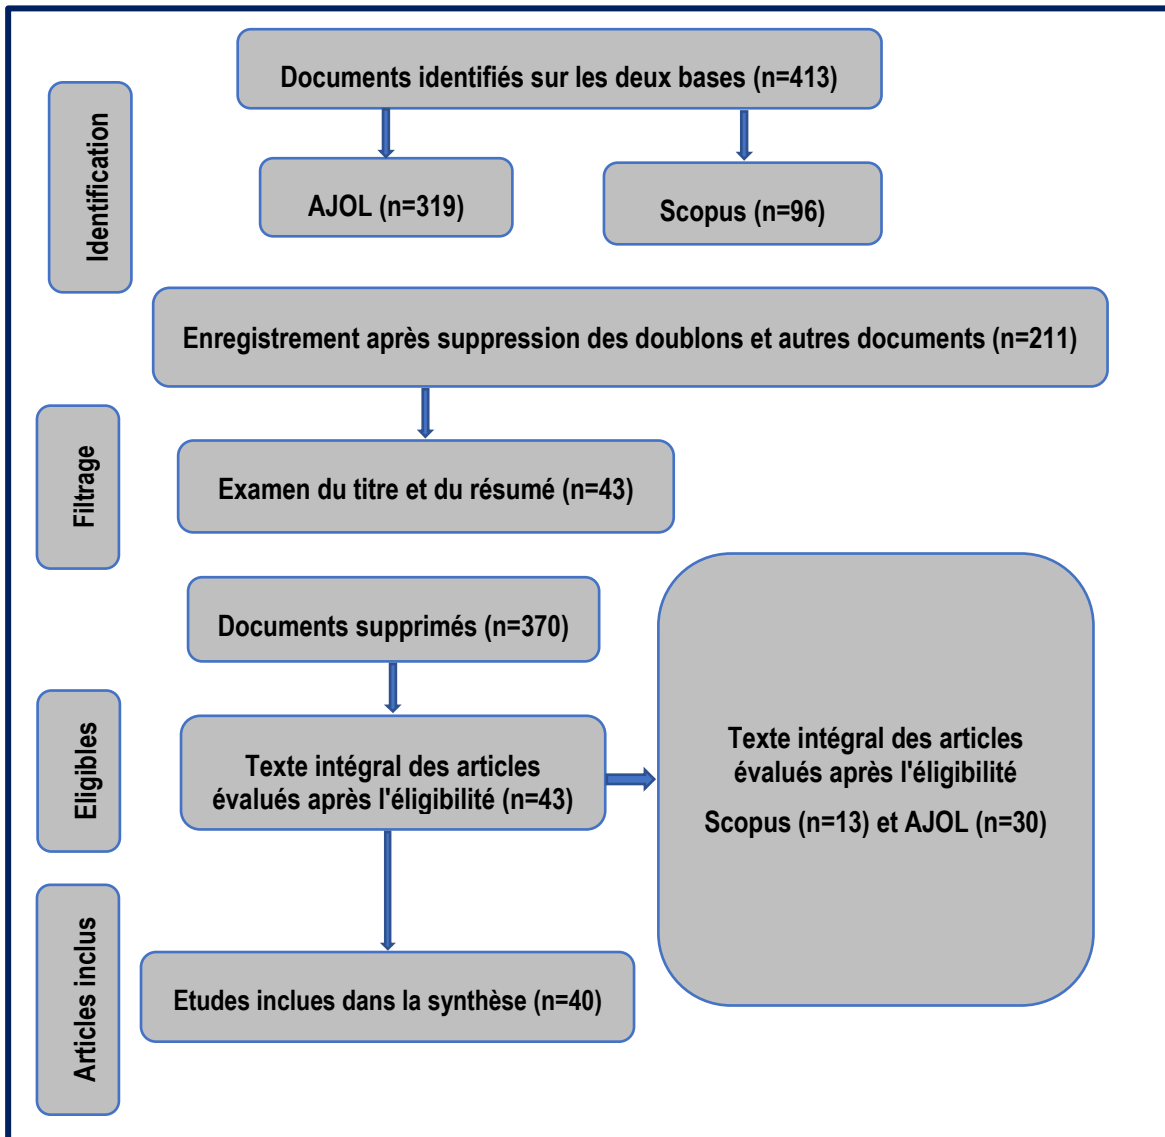 Identification
Documents identifiés sur les deux bases (n=413)
AJOL (n=319)
Scopus (n=96)
Enregistrement après suppression des doublons et autres documents (n=211)
Filtrage
Examen du titre et du résumé (n=43)
Documents supprimés (n=370)
Eligibles
Texte intégral des articles
évalués après l'éligibilité (n=43)
Texte intégral des articles
évalués après l'éligibilité
Scopus (n=13) et AJOL (n=30)
Articles inclus
Etudes inclues dans la synthèse (n=40)